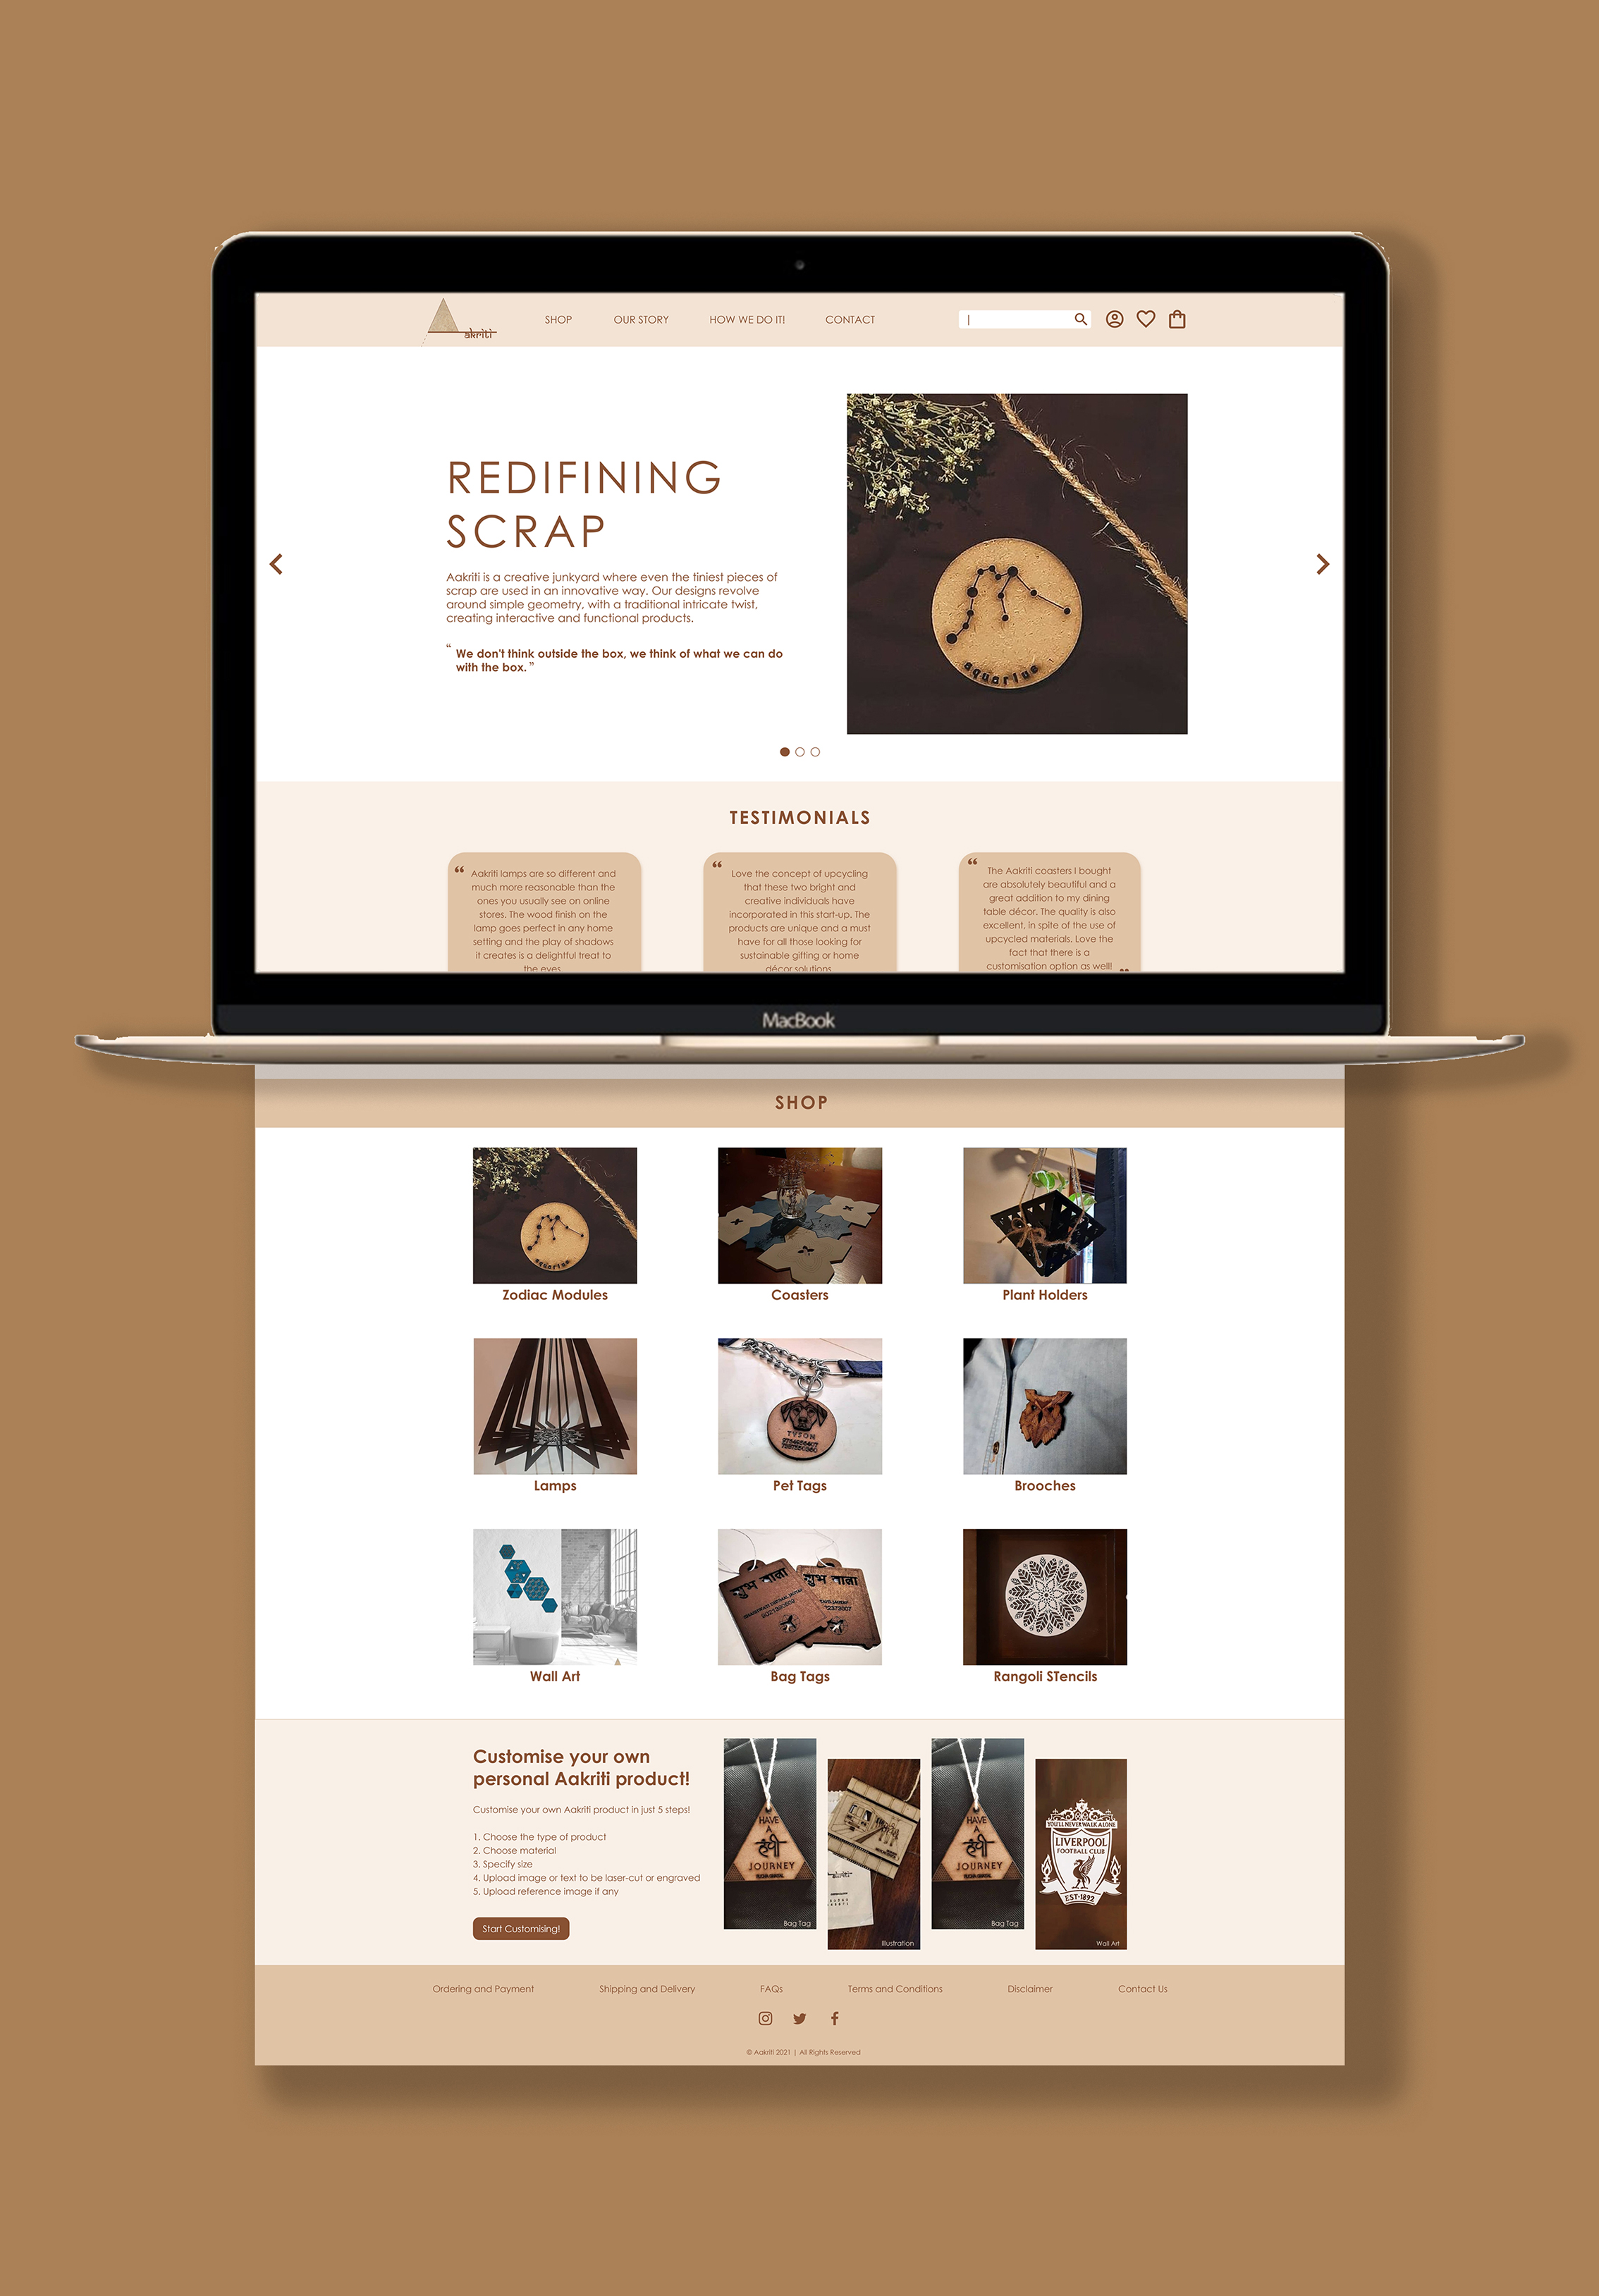 akriti
SHOP
OUR STORY
HOW WE DO IT!
CONTACT
REDIFINING
SCRAP
Aakriti is a creative junkyard where even the tiniest pieces of
scrap are used in an innovative way. Our designs revolve
around simple geometry, with a traditional intricate twist,
creating interactive and functional products.
“ We don't think outside the box, we think of what we can do
with the box. ”
aquarius
TESTIMONIALS
“ Aakriti lamps are so different and
much more reasonable than the
ones you usually see on online
stores. The wood finish on the
lamp goes perfect in any home
setting and the play of shadows
it creates is a delightful treat to
the eyes
“ Love the concept of upcycling
that these two bright and
creative individuals have
incorporated in this start-up. The
products are unique and a must
have for all those looking for
sustainable gifting or home
décor solutions
“ The Aakriti coasters I bought
are absolutely beautiful and a
great addition to my dining
table décor. The quality is also
excellent, in spite of the use of
upcycled materials. Love the
fact that there is a
customisation option as well! ”
MacBook
SHOP
aquarius
Zodiac Modules
Coasters
Plant Holders
Lamps
TYSON
Pet Tags
Brooches
Wall Art
शुभ यात्रा
शुभ यात्रा
Bag Tags
Rangoli STencils
Customise your own
personal Aakriti product!
Customise your own Aakriti product in just 5 steps!
1. Choose the type of product
2. Choose material
3. Specify size
4. Upload image or text to be laser-cut or engraved
5. Upload reference image if any
Start Customising!
HAVE
A
हैपी
JOURNEY
Bag Tag
Illustration
HAVE
A
हैपी
JOURNEY
Bag Tag
YOU'LL NEVER WALK ALONE
LIVERPOOL
FOOTBALL CLUB
EST·1892
Wall Art
Ordering and Payment
Shipping and Delivery
FAQs
Terms and Conditions
Disclaimer
Contact Us
© Aakriti 2021 | All Rights Reserved